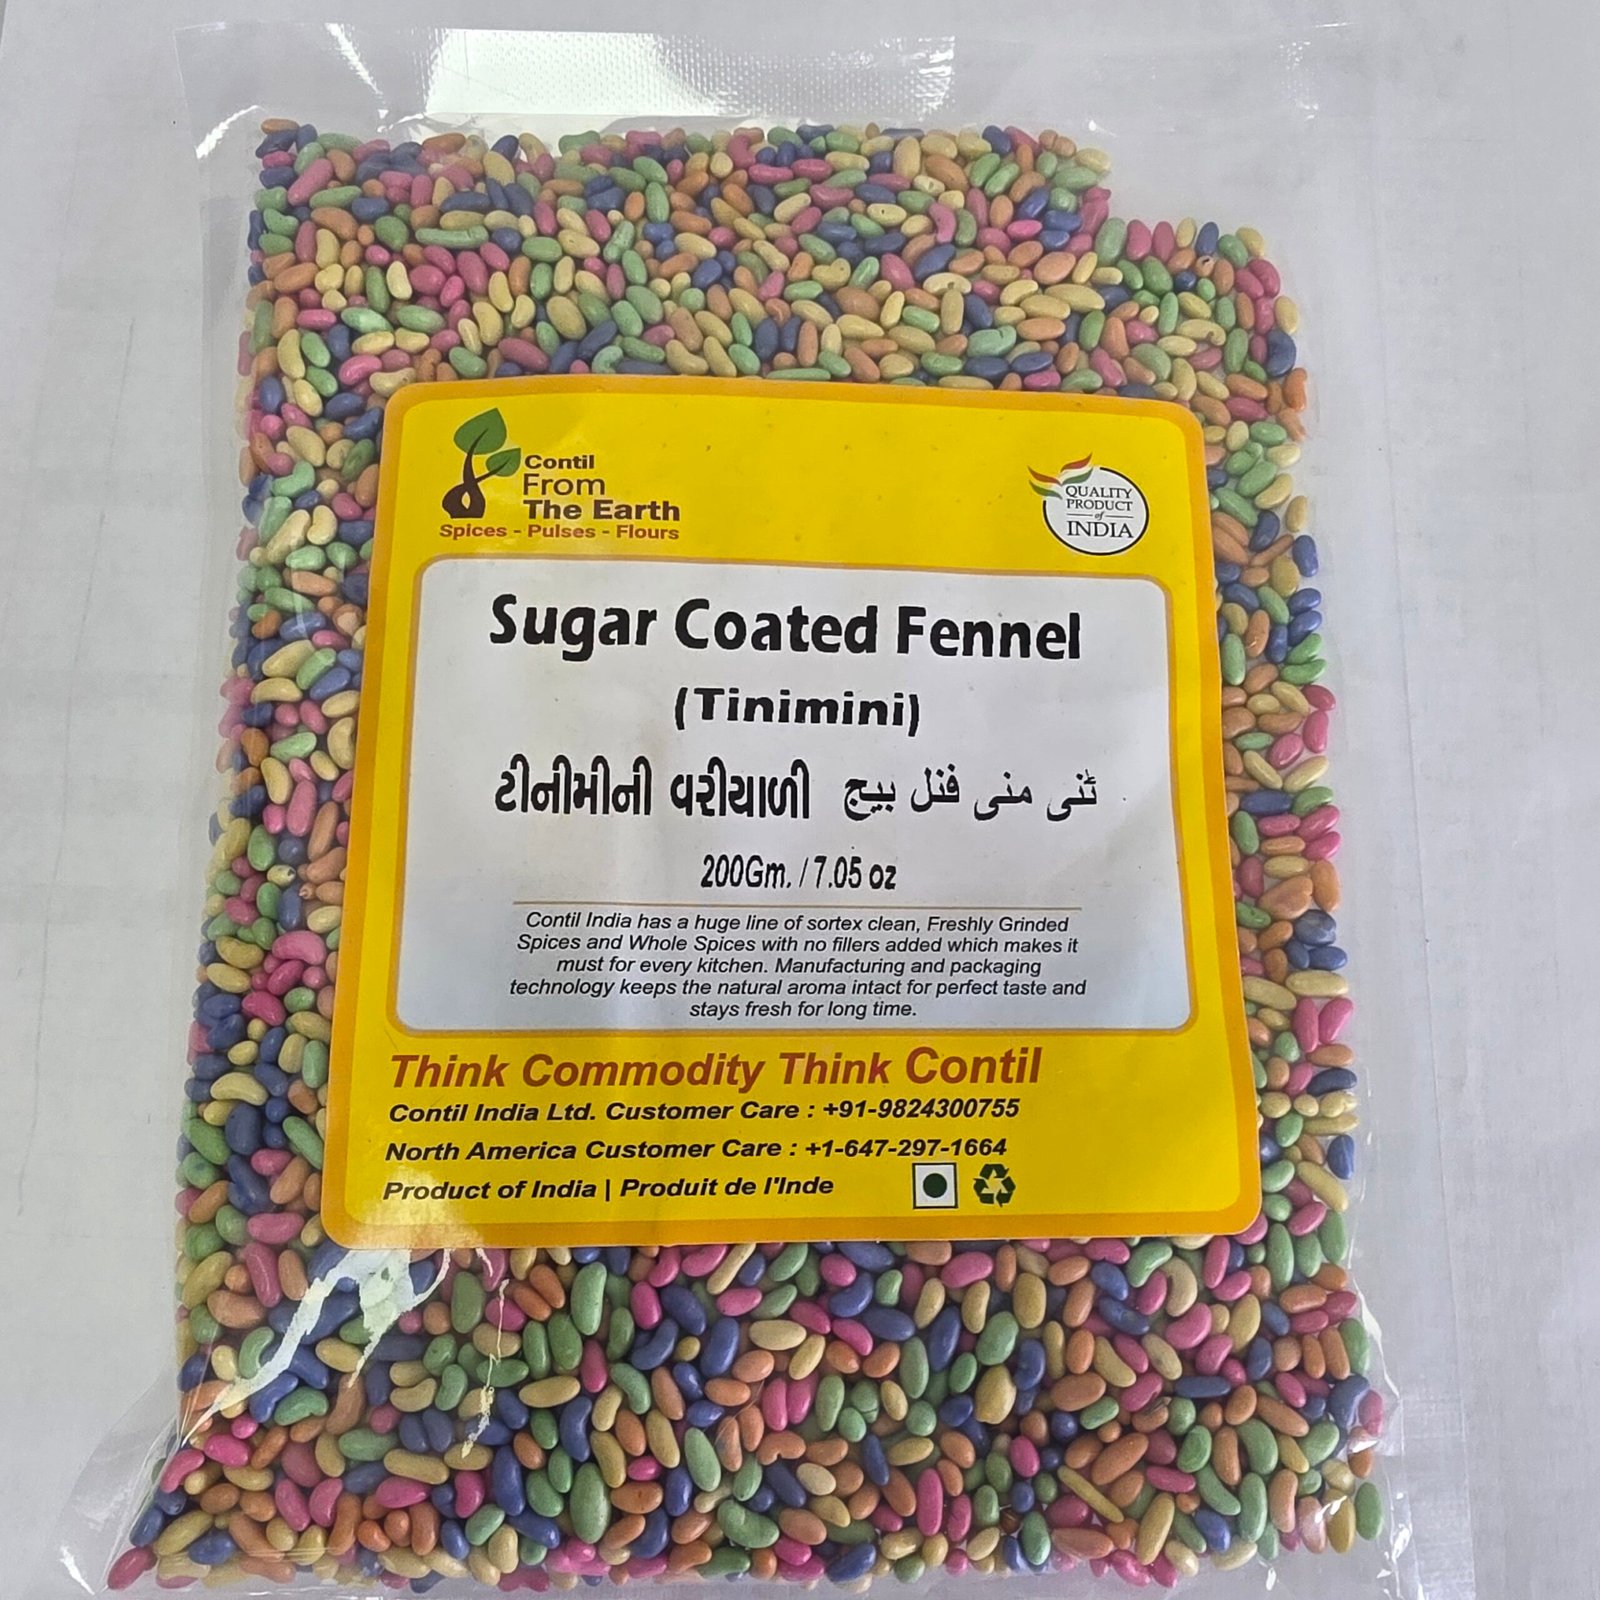 Contil
From
The Earth
Spices - Pulses - Flours
QUALITY
PRODUCT
of
INDIA
Sugar Coated Fennel
(Tinimini)
ટીનીમીની વરીયાળી ٹنی منی فنل بیج
200Gm. / 7.05 oz
Contil India has a huge line of sortex clean, Freshly Grinded
Spices and Whole Spices with no fillers added which makes it
must for every kitchen. Manufacturing and packaging
technology keeps the natural aroma intact for perfect taste and
stays fresh for long time.
Think Commodity Think Contil
Contil India Ltd. Customer Care : +91-9824300755
North America Customer Care : +1-647-297-1664
Product of India | Produit de l'Inde